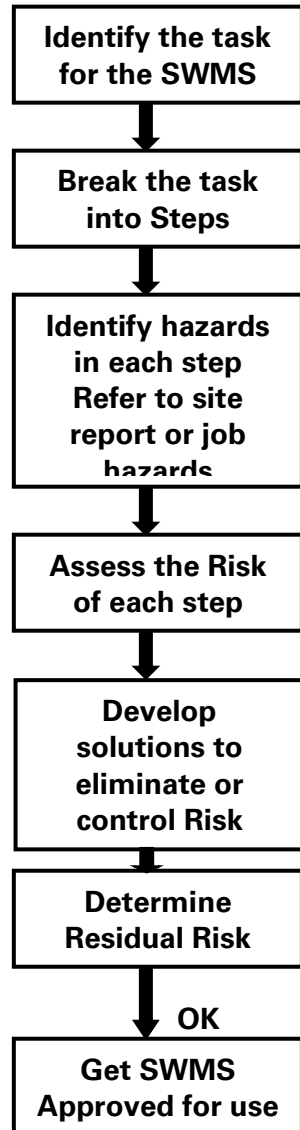 Identify the task
for the SWMS
Break the task
into Steps
Identify hazards
in each step
Refer to site
report or job
hazards
Assess the Risk
of each step
Develop
solutions to
eliminate or
control Risk
Determine
Residual Risk
OK
Get SWMS
Approved for use